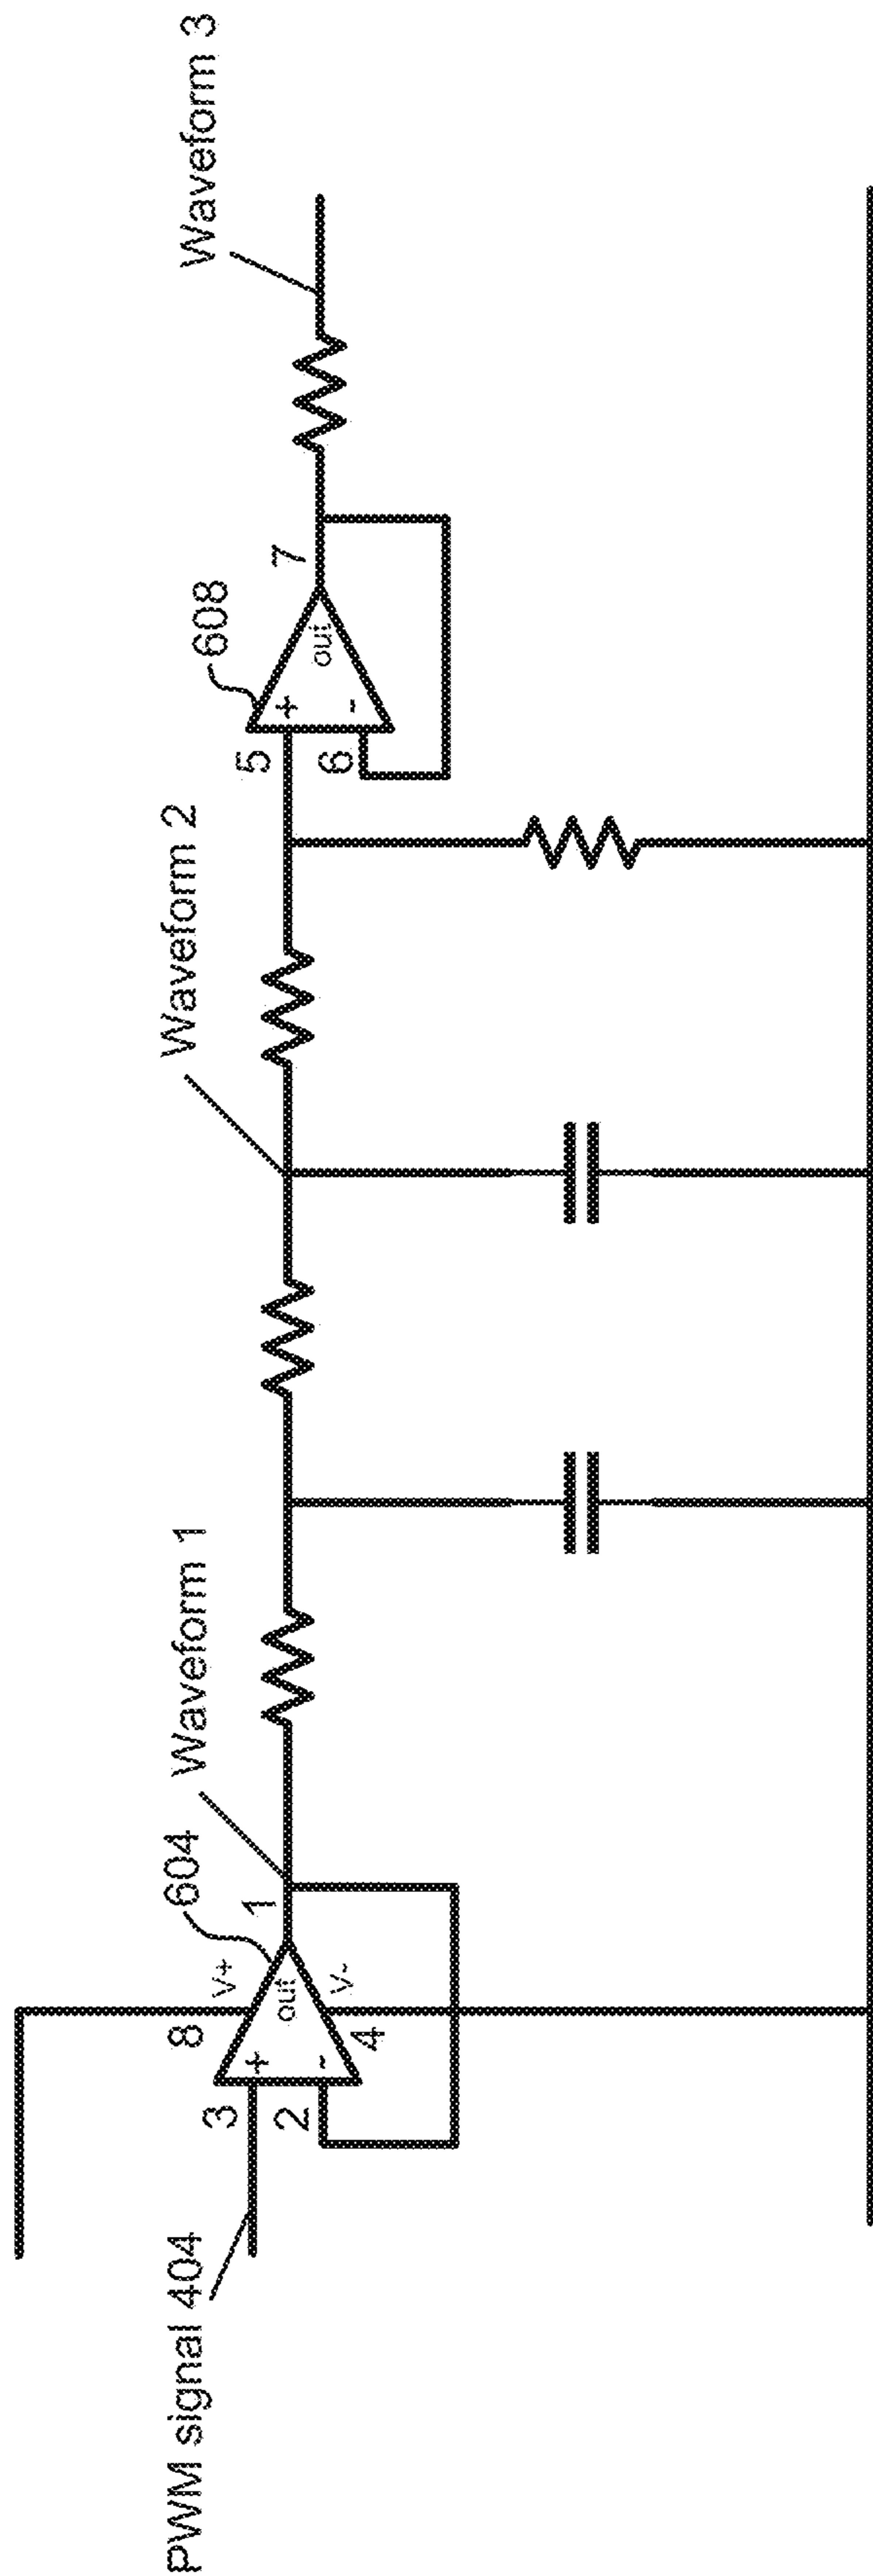 PWM signal 404
3
2
8
V+
+
-
out
V-
4
604
1
Waveform 1
Waveform 2
5
6
+
-
out
608
7
Waveform 3